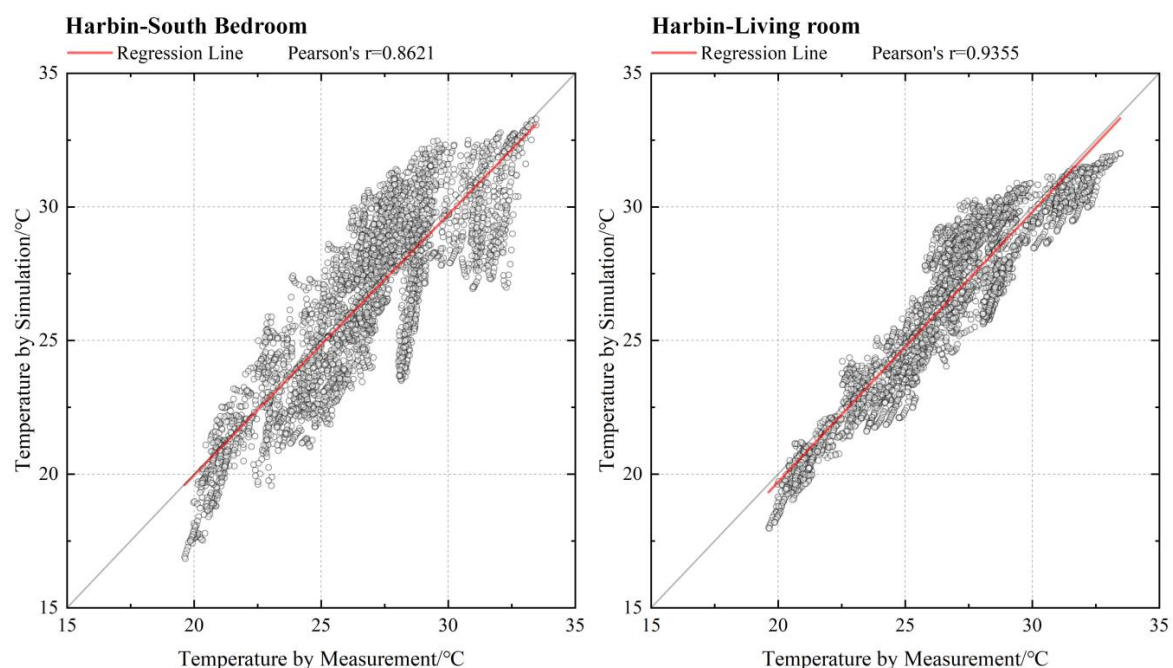 Harbin-South Bedroom
Regression Line Pearson's r=0.8621
35
30
25
20
15
Temperature by Simulation/°C
15 20 25 30 35
Temperature by Measurement/°C
Harbin-Living room
Regression Line Pearson's r=0.9355
35
30
25
20
15
Temperature by Simulation/°C
15 20 25 30 35
Temperature by Measurement/°C